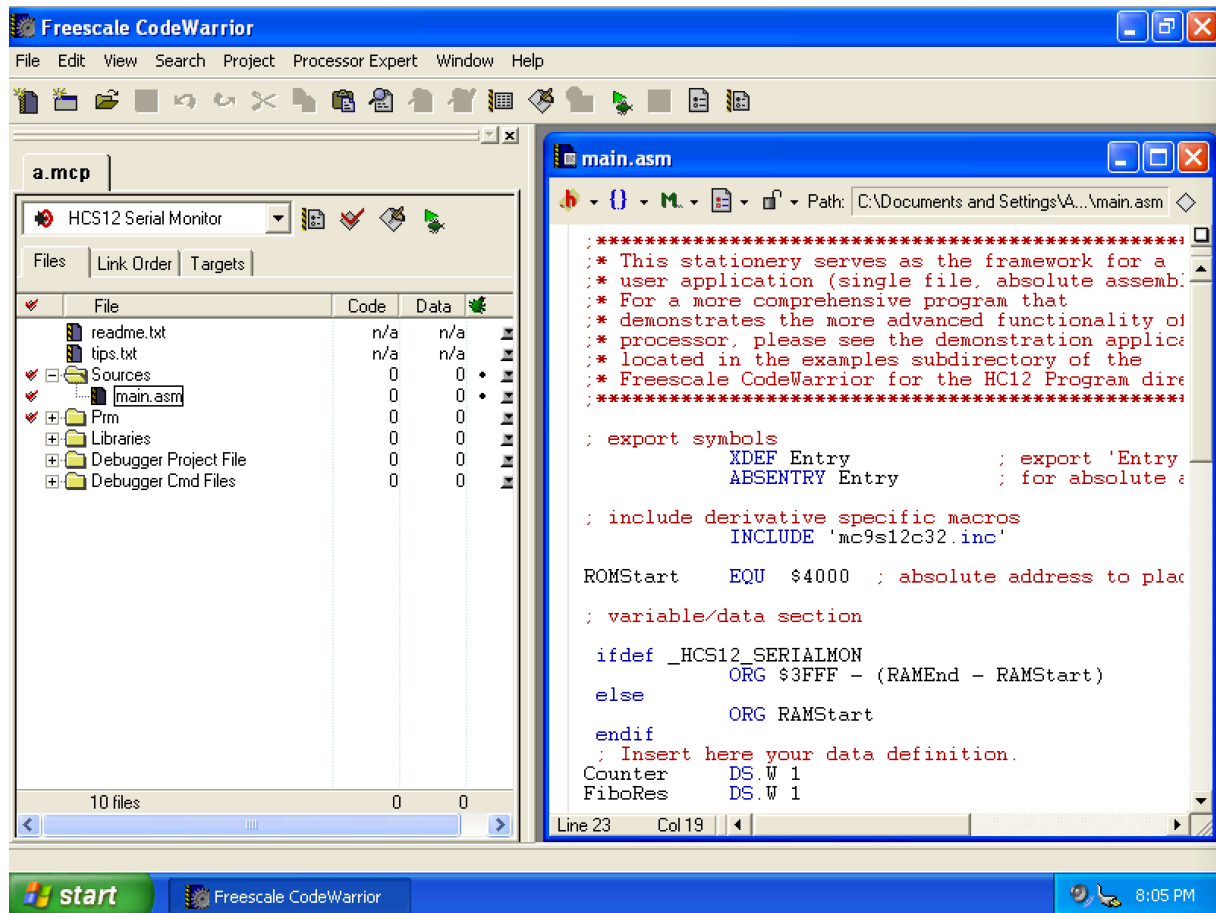 Freescale CodeWarrior
File Edit View Search Project Processor Expert Window Help
a.mcp
HCS12 Serial Monitor
Files Link Order Targets
File Code Data
readme.txt n/a n/a
tips.txt n/a n/a
Sources 0 0
main.asm 0 0
Prm 0 0
Libraries 0 0
Debugger Project File 0 0
Debugger Cmd Files 0 0
10 files 0 0
main.asm
h {} M. Path: C:\Documents and Settings\A...\main.asm
;*******************************************************
;* This stationery serves as the framework for a
;* user application (single file, absolute assembl
;* For a more comprehensive program that
;* demonstrates the more advanced functionality of
;* processor, please see the demonstration applica
;* located in the examples subdirectory of the
;* Freescale CodeWarrior for the HC12 Program dire
;*******************************************************
; export symbols
XDEF Entry ; export 'Entry
ABSENTRY Entry ; for absolute a
; include derivative specific macros
INCLUDE 'mc9s12c32.inc'
ROMStart EQU $4000 ; absolute address to plac
; variable/data section
ifdef _HCS12_SERIALMON
ORG $3FFF - (RAMEnd - RAMStart)
else
ORG RAMStart
endif
; Insert here your data definition.
Counter DS.W 1
FiboRes DS.W 1
Line 23 Col 19
start Freescale CodeWarrior 8:05 PM